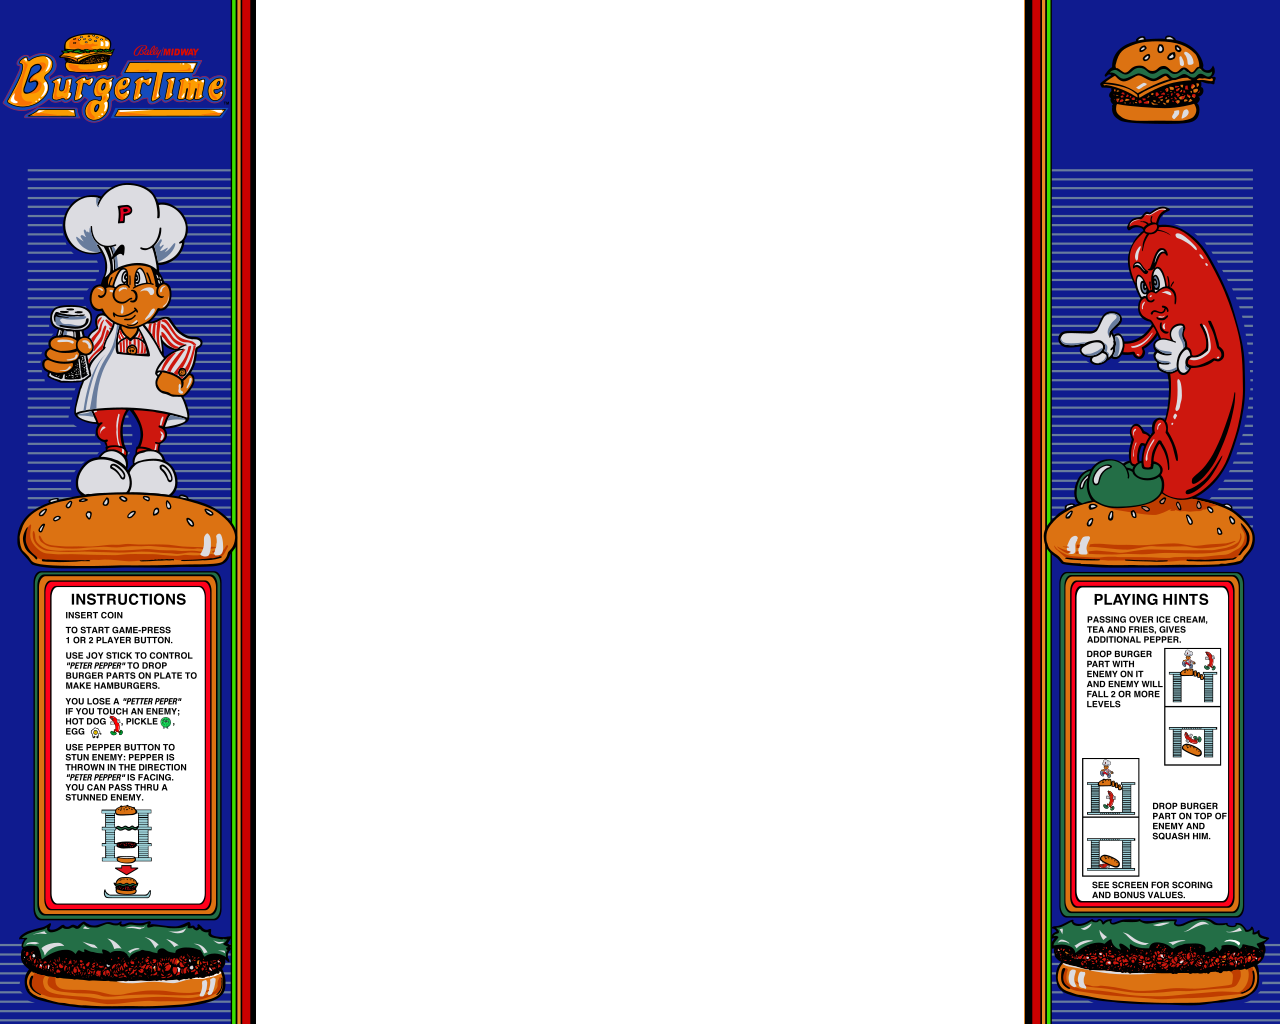 Bally MIDWAY
BurgerTime
P
INSTRUCTIONS
INSERT COIN
TO START GAME-PRESS
1 OR 2 PLAYER BUTTON.
USE JOY STICK TO CONTROL
"PETER PEPPER" TO DROP
BURGER PARTS ON PLATE TO
MAKE HAMBURGERS.
YOU LOSE A "PETTER PEPER"
IF YOU TOUCH AN ENEMY;
HOT DOG , PICKLE ,
EGG
USE PEPPER BUTTON TO
STUN ENEMY: PEPPER IS
THROWN IN THE DIRECTION
"PETER PEPPER" IS FACING.
YOU CAN PASS THRU A
STUNNED ENEMY.
PLAYING HINTS
PASSING OVER ICE CREAM,
TEA AND FRIES, GIVES
ADDITIONAL PEPPER.
DROP BURGER
PART WITH
ENEMY ON IT
AND ENEMY WILL
FALL 2 OR MORE
LEVELS
DROP BURGER
PART ON TOP OF
ENEMY AND
SQUASH HIM.
SEE SCREEN FOR SCORING
AND BONUS VALUES.